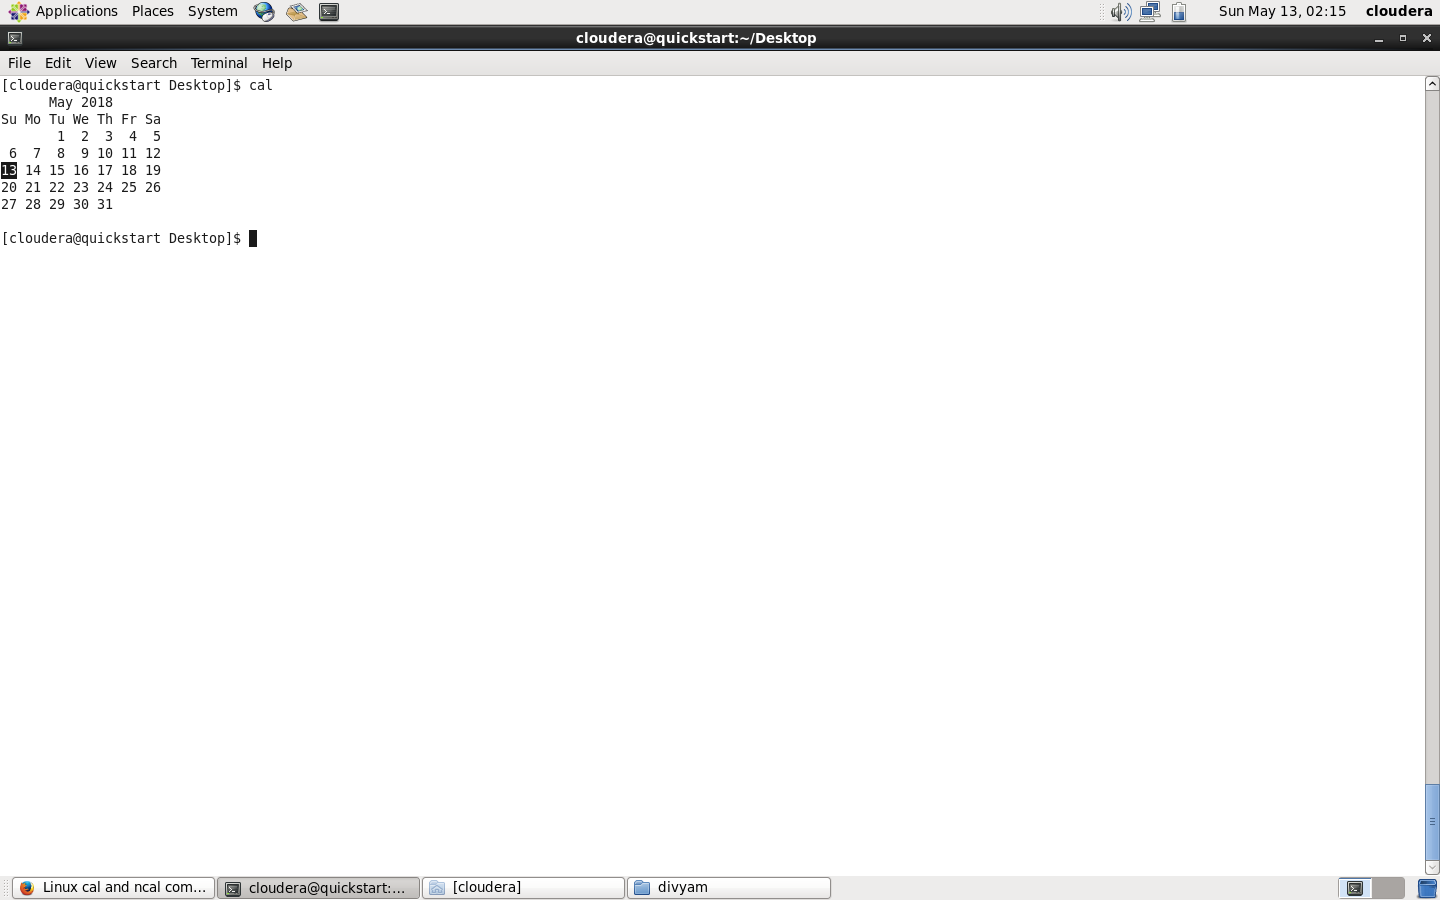 Applications Places System Sun May 13, 02:15 cloudera
cloudera@quickstart:~/Desktop
File Edit View Search Terminal Help
[cloudera@quickstart Desktop]$ cal
      May 2018
Su Mo Tu We Th Fr Sa
       1  2  3  4  5
 6  7  8  9 10 11 12
13 14 15 16 17 18 19
20 21 22 23 24 25 26
27 28 29 30 31
[cloudera@quickstart Desktop]$
Linux cal and ncal com... cloudera@quickstart:... [cloudera] divyam